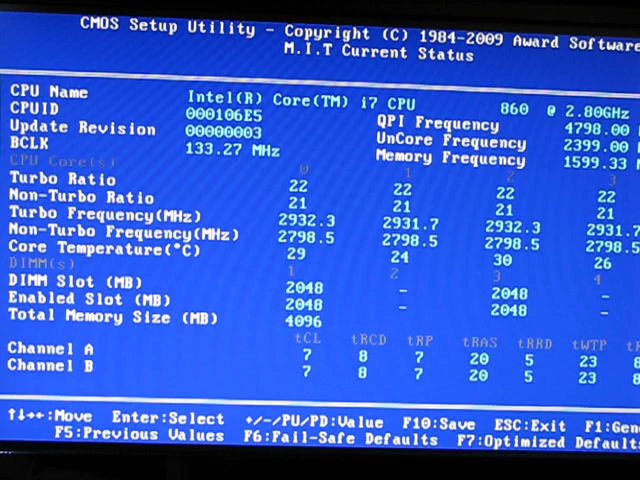 CMOS Setup Utility - Copyright (C) 1984-2009 Award Software
M.I.T Current Status
CPU Name Intel(R) Core(TM) i7 CPU 860 @ 2.80GHz
CPUID 000106E5 QPI Frequency 4798.00
Update Revision 00000003 UnCore Frequency 2399.00
BCLK 133.27 MHz Memory Frequency 1599.33
CPU Core(s) 0 1 2 3
Turbo Ratio 22 22 22 22
Non-Turbo Ratio 21 21 21 21
Turbo Frequency(MHz) 2932.3 2931.7 2932.3 2931.7
Non-Turbo Frequency(MHz) 2798.5 2798.5 2798.5 2798.5
Core Temperature(°C) 29 24 30 26
DIMM(s) 1 2 3 4
DIMM Slot (MB) 2048 - 2048 -
Enabled Slot (MB) 2048 - 2048 -
Total Memory Size (MB) 4096
tCL tRCD tRP tRAS tRRD tWTP
Channel A 7 8 7 20 5 23 8
Channel B 7 8 7 20 5 23 8
↑↓→←:Move Enter:Select +/-/PU/PD:Value F10:Save ESC:Exit F1:Gen
F5:Previous Values F6:Fail-Safe Defaults F7:Optimized Default